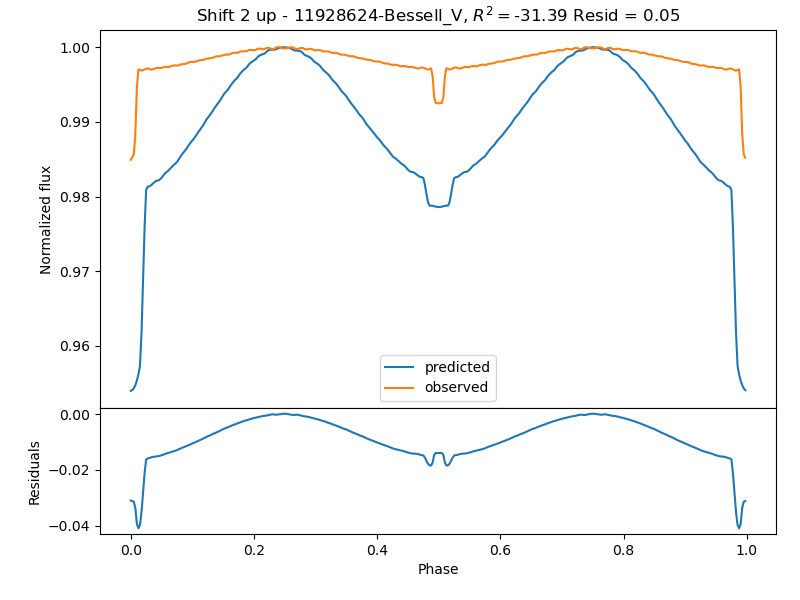 Shift 2 up - 11928624-Bessell_V, $R^2=$-31.39 Resid = 0.05
1.00
0.99
0.98
0.97
0.96
Normalized flux
predicted
observed
0.00
−0.02
−0.04
Residuals
0.0 0.2 0.4 0.6 0.8 1.0
Phase